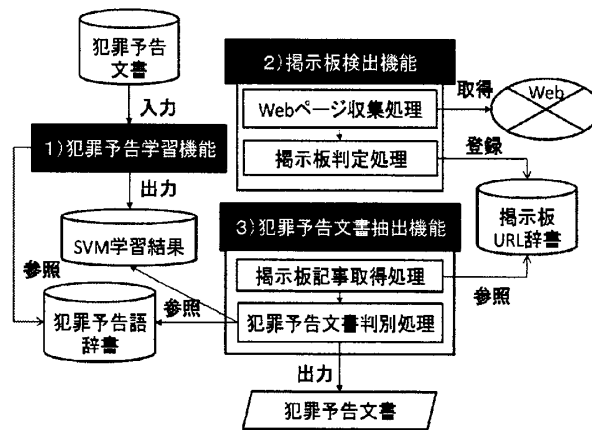 犯罪予告
文書
入力
1)犯罪予告学習機能
出力
SVM学習結果
参照
犯罪予告語
辞書
2)掲示板検出機能
Webページ収集処理
取得
Web
掲示板判定処理
登録
掲示板
URL辞書
3)犯罪予告文書抽出機能
掲示板記事取得処理
参照
参照
犯罪予告文書判別処理
出力
犯罪予告文書